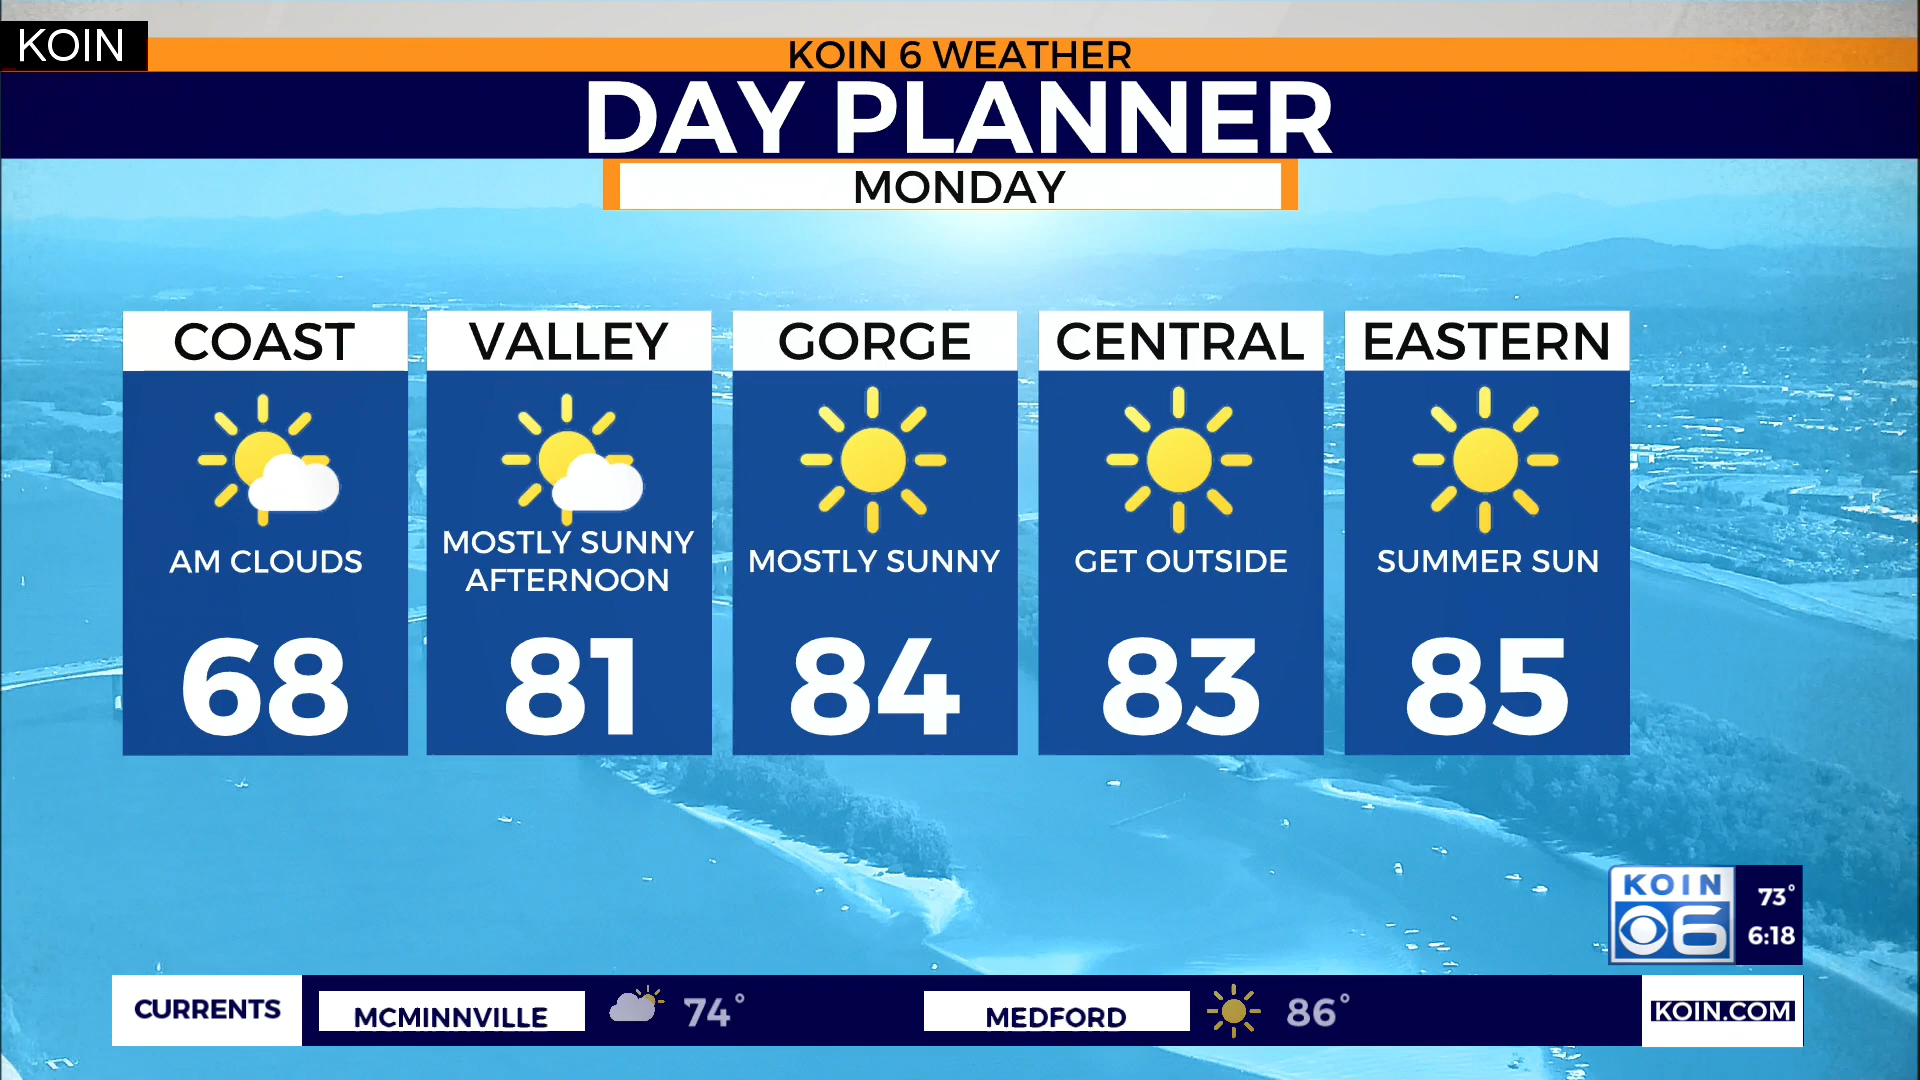 KOIN
KOIN 6 WEATHER
DAY PLANNER
MONDAY
COAST
AM CLOUDS
68
VALLEY
MOSTLY SUNNY
AFTERNOON
81
GORGE
MOSTLY SUNNY
84
CENTRAL
GET OUTSIDE
83
EASTERN
SUMMER SUN
85
KOIN
6
73°
6:18
CURRENTS
MCMINNVILLE
74°
MEDFORD
86°
KOIN.COM